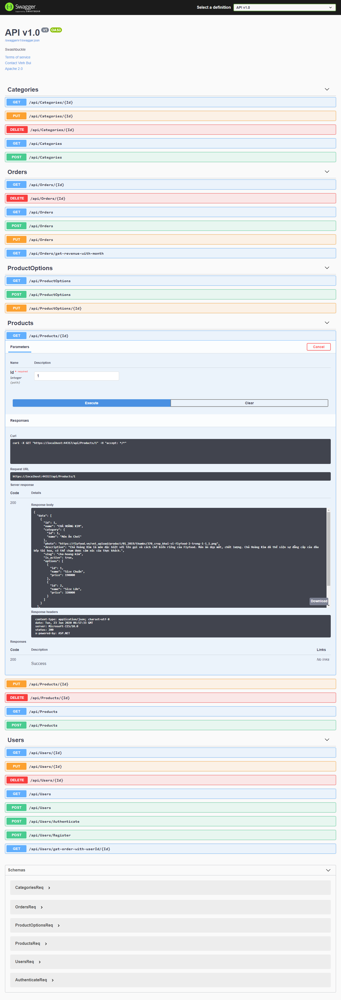 Swagger
Supported by SMARTBEAR
Select a definition
API v1.0
API v1.0 v1 OAS3
/swagger/v1/swagger.json
Swashbuckle
Terms of service
Contact Vinh Bui
Apache 2.0
Categories
GET /api/Categories/{Id}
PUT /api/Categories/{Id}
DELETE /api/Categories/{Id}
GET /api/Categories
POST /api/Categories
Orders
GET /api/Orders/{Id}
DELETE /api/Orders/{Id}
GET /api/Orders
POST /api/Orders
PUT /api/Orders
GET /api/Orders/get-revenue-with-month
ProductOptions
GET /api/ProductOptions
POST /api/ProductOptions
PUT /api/ProductOptions/{Id}
Products
GET /api/Products/{Id}
Parameters Cancel
Name Description
Id * required
integer
(path)
1
Execute Clear
Responses
Curl
curl -X GET "https://localhost:44317/api/Products/1" -H "accept: */*"
Request URL
https://localhost:44317/api/Products/1
Server response
Code Details
200
Response body
{
"data": [
{
"id": 1,
"name": "CHẢ HOÀNG KIM",
"category": {
"id": 1,
"name": "Món Ăn Chơi"
},
"photo": "https://flyfood.vn/vnt_upload/product/01_2019/thumbs/370_crop_khai-vi-flyfood-2-trong-1-1_1.png",
"description": "Chả Hoàng Kim là món đặc biệt với tên gọi và cách chế biến riêng của Flyfood. Món ăn đẹp mắt, chất lượng. Chả Hoàng Kim đã thể siện sự đẳng cấp của đầu
bếp tài hoa, có thể chạm được cảm xúc của thực khách.",
"slug": "cha-hoang-kim",
"is_active": true,
"options": [
{
"id": 1,
"name": "Size Chuẩn",
"price": 190000
},
{
"id": 2,
"name": "Size Lớn",
"price": 320000
}
]
}
],
Download
Response headers
content-type: application/json; charset=utf-8
date: Tue, 23 Jun 2020 06:57:33 GMT
server: Microsoft-IIS/10.0
status: 200
x-powered-by: ASP.NET
Responses
Code Description Links
200 Success No links
PUT /api/Products/{Id}
DELETE /api/Products/{Id}
GET /api/Products
POST /api/Products
Users
GET /api/Users/{Id}
PUT /api/Users/{Id}
DELETE /api/Users/{Id}
GET /api/Users
POST /api/Users
POST /api/Users/Authenticate
POST /api/Users/Register
GET /api/Users/get-order-with-userId/{Id}
Schemas
CategoriesReq
OrdersReq
ProductOptionsReq
ProductsReq
UsersReq
AuthenticateReq